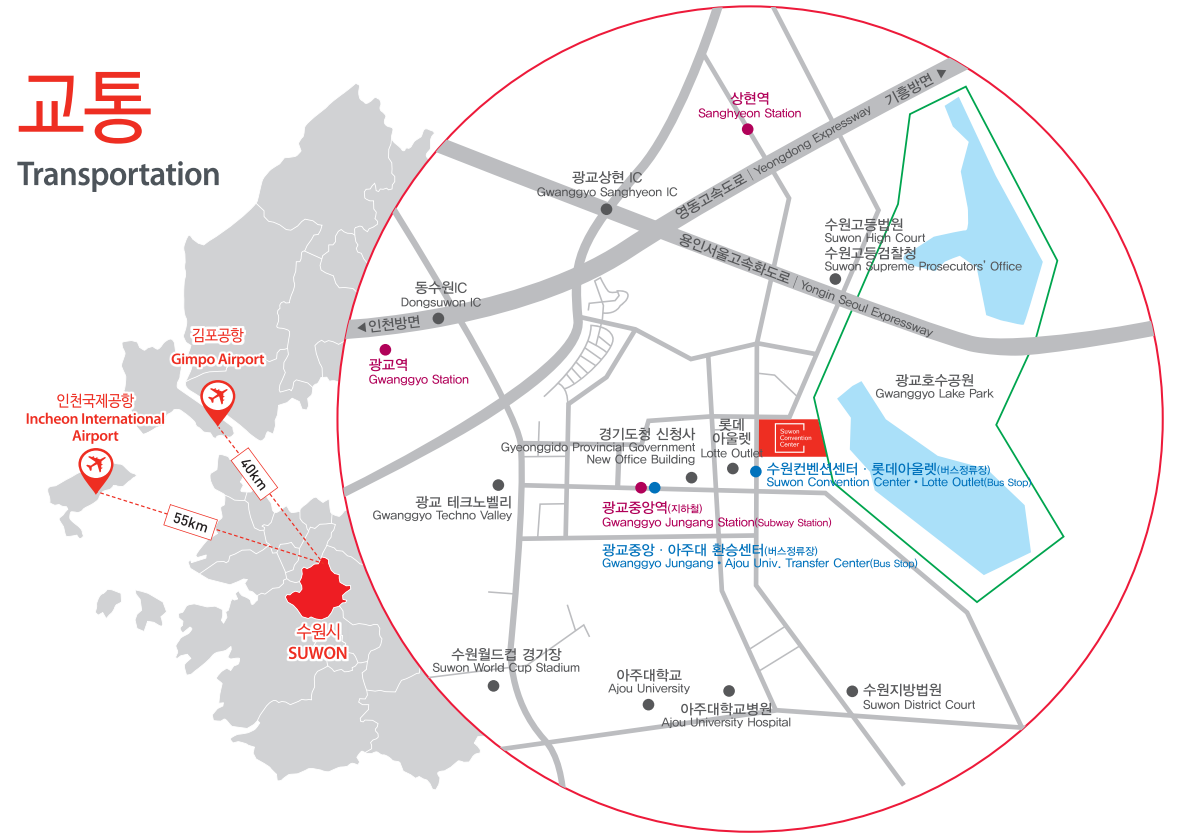 교통
Transportation
상현역
Sanghyeon Station
기흥방면 ▶
영동고속도로 | Yeongdong Expressway
광교상현 IC
Gwanggyo Sanghyeon IC
용인서울고속화도로 | Yongin Seoul Expressway
수원고등법원
Suwon High Court
수원고등검찰청
Suwon Supreme Prosecutors' Office
동수원IC
Dongsuwon IC
◀인천방면
광교역
Gwanggyo Station
김포공항
Gimpo Airport
인천국제공항
Incheon International
Airport
40km
55km
수원시
SUWON
광교호수공원
Gwanggyo Lake Park
경기도청 신청사
Gyeonggido Provincial Government
New Office Building
롯데
아울렛
Lotte Outlet
Suwon
Convention
Center
수원컨벤션센터 · 롯데아울렛(버스정류장)
Suwon Convention Center • Lotte Outlet(Bus Stop)
광교 테크노벨리
Gwanggyo Techno Valley
광교중앙역(지하철)
Gwanggyo Jungang Station(Subway Station)
광교중앙 · 아주대 환승센터(버스정류장)
Gwanggyo Jungang • Ajou Univ. Transfer Center(Bus Stop)
수원월드컵 경기장
Suwon World Cup Stadium
아주대학교
Ajou University
아주대학교병원
Ajou University Hospital
수원지방법원
Suwon District Court